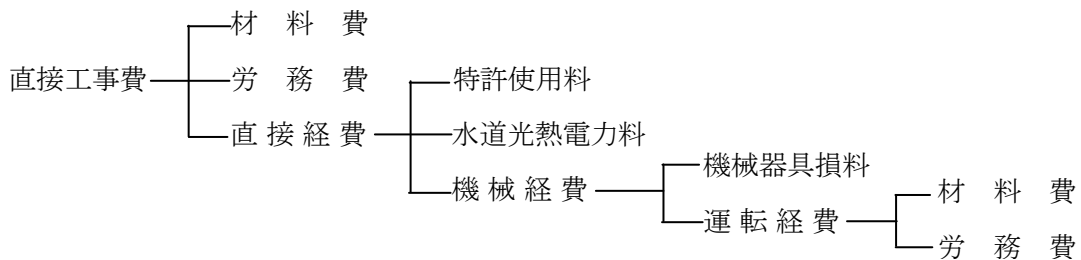 材料費
直接工事費 労務費 特許使用料
直接経費 水道光熱電力料
機械器具損料
機械経費 材料費
運転経費
労務費